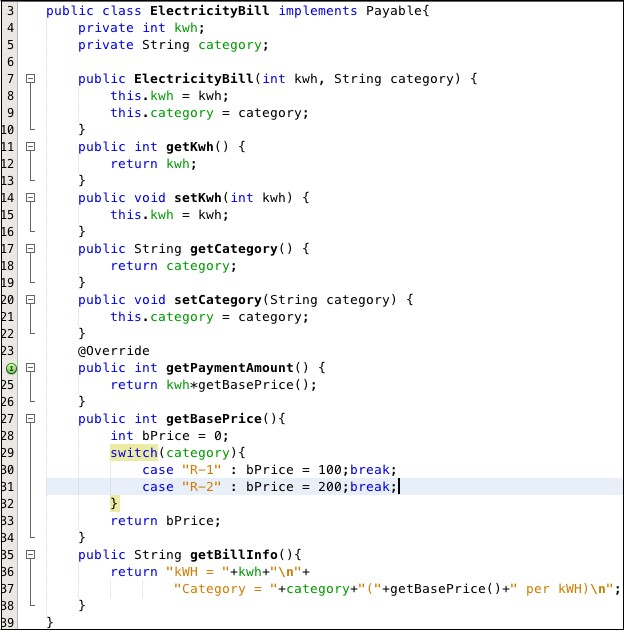 3 public class ElectricityBill implements Payable{
4     private int kwh;
5     private String category;
6
7     public ElectricityBill(int kwh, String category) {
8         this.kwh = kwh;
9         this.category = category;
10     }
11     public int getKwh() {
12         return kwh;
13     }
14     public void setKwh(int kwh) {
15         this.kwh = kwh;
16     }
17     public String getCategory() {
18         return category;
19     }
20     public void setCategory(String category) {
21         this.category = category;
22     }
23     @Override
    public int getPaymentAmount() {
25         return kwh*getBasePrice();
26     }
27     public int getBasePrice(){
28         int bPrice = 0;
29         switch(category){
30             case "R-1" : bPrice = 100;break;
31             case "R-2" : bPrice = 200;break;
32         }
33         return bPrice;
34     }
35     public String getBillInfo(){
36         return "kWH = "+kwh+"\n"+
37                 "Category = "+category+"("+getBasePrice()+" per kWH)\n";
38     }
39 }